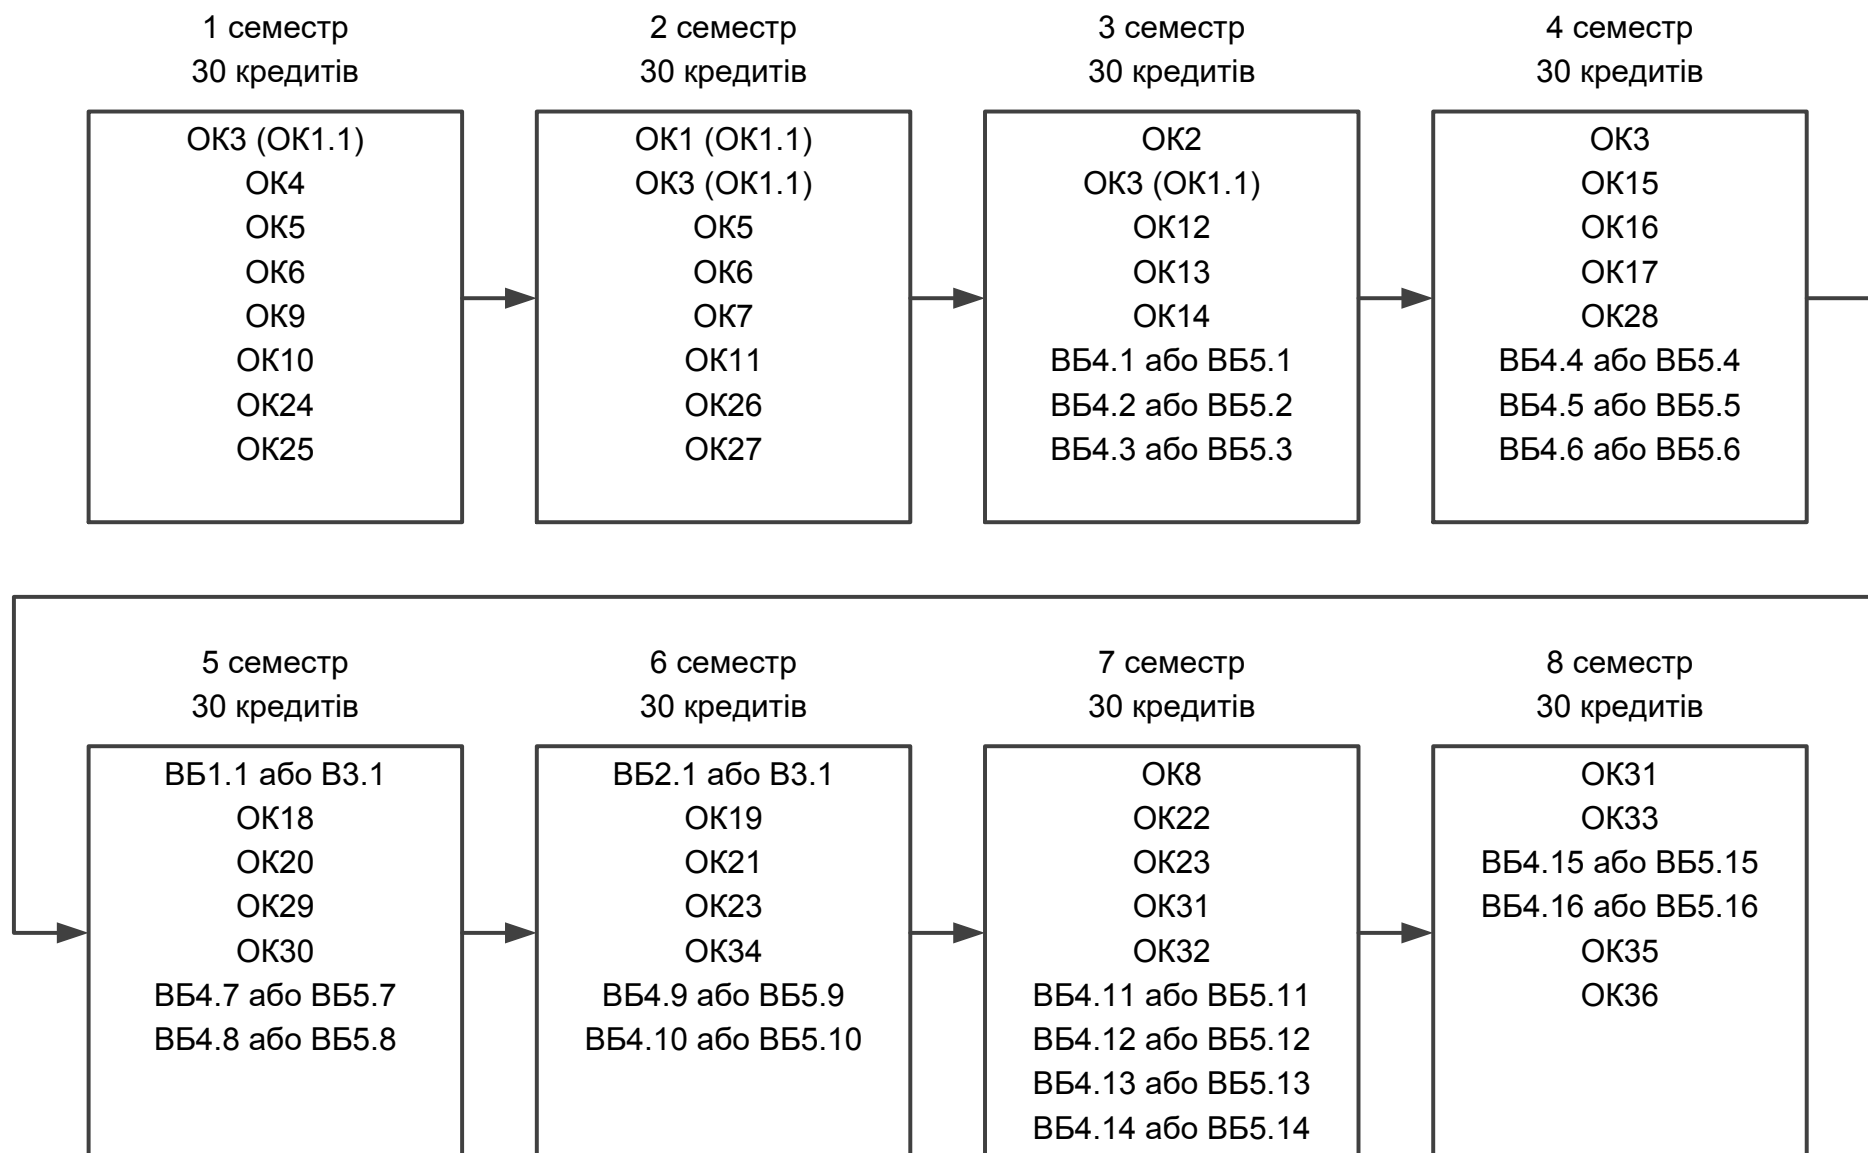 1 семестр
30 кредитів
ОК3 (ОК1.1)
ОК4
ОК5
ОК6
ОК9
ОК10
ОК24
ОК25
2 семестр
30 кредитів
ОК1 (ОК1.1)
ОК3 (ОК1.1)
ОК5
ОК6
ОК7
ОК11
ОК26
ОК27
3 семестр
30 кредитів
ОК2
ОК3 (ОК1.1)
ОК12
ОК13
ОК14
ВБ4.1 або ВБ5.1
ВБ4.2 або ВБ5.2
ВБ4.3 або ВБ5.3
4 семестр
30 кредитів
ОК3
ОК15
ОК16
ОК17
ОК28
ВБ4.4 або ВБ5.4
ВБ4.5 або ВБ5.5
ВБ4.6 або ВБ5.6
5 семестр
30 кредитів
ВБ1.1 або В3.1
ОК18
ОК20
ОК29
ОК30
ВБ4.7 або ВБ5.7
ВБ4.8 або ВБ5.8
6 семестр
30 кредитів
ВБ2.1 або В3.1
ОК19
ОК21
ОК23
ОК34
ВБ4.9 або ВБ5.9
ВБ4.10 або ВБ5.10
7 семестр
30 кредитів
ОК8
ОК22
ОК23
ОК31
ОК32
ВБ4.11 або ВБ5.11
ВБ4.12 або ВБ5.12
ВБ4.13 або ВБ5.13
ВБ4.14 або ВБ5.14
8 семестр
30 кредитів
ОК31
ОК33
ВБ4.15 або ВБ5.15
ВБ4.16 або ВБ5.16
ОК35
ОК36